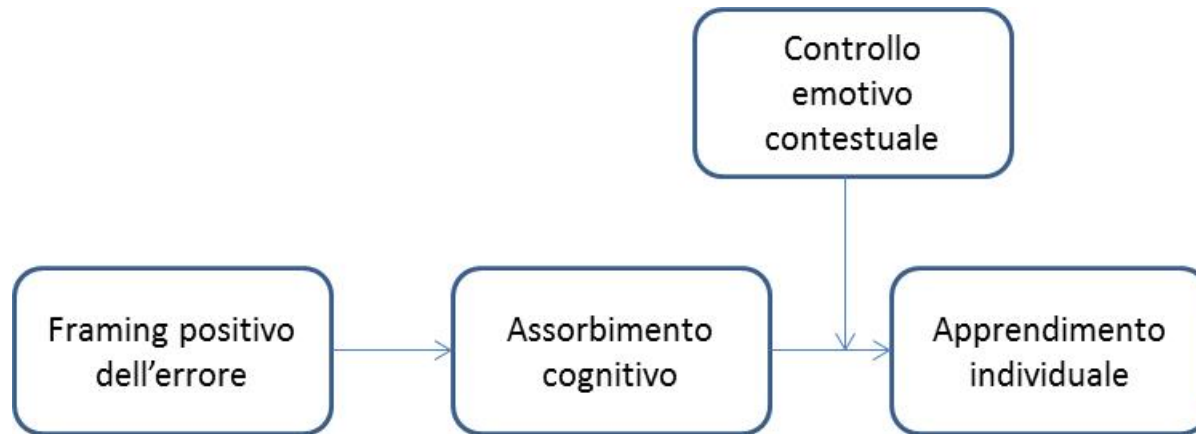 Controllo
emotivo
contestuale
Framing positivo
dell’errore
Assorbimento
cognitivo
Apprendimento
individuale